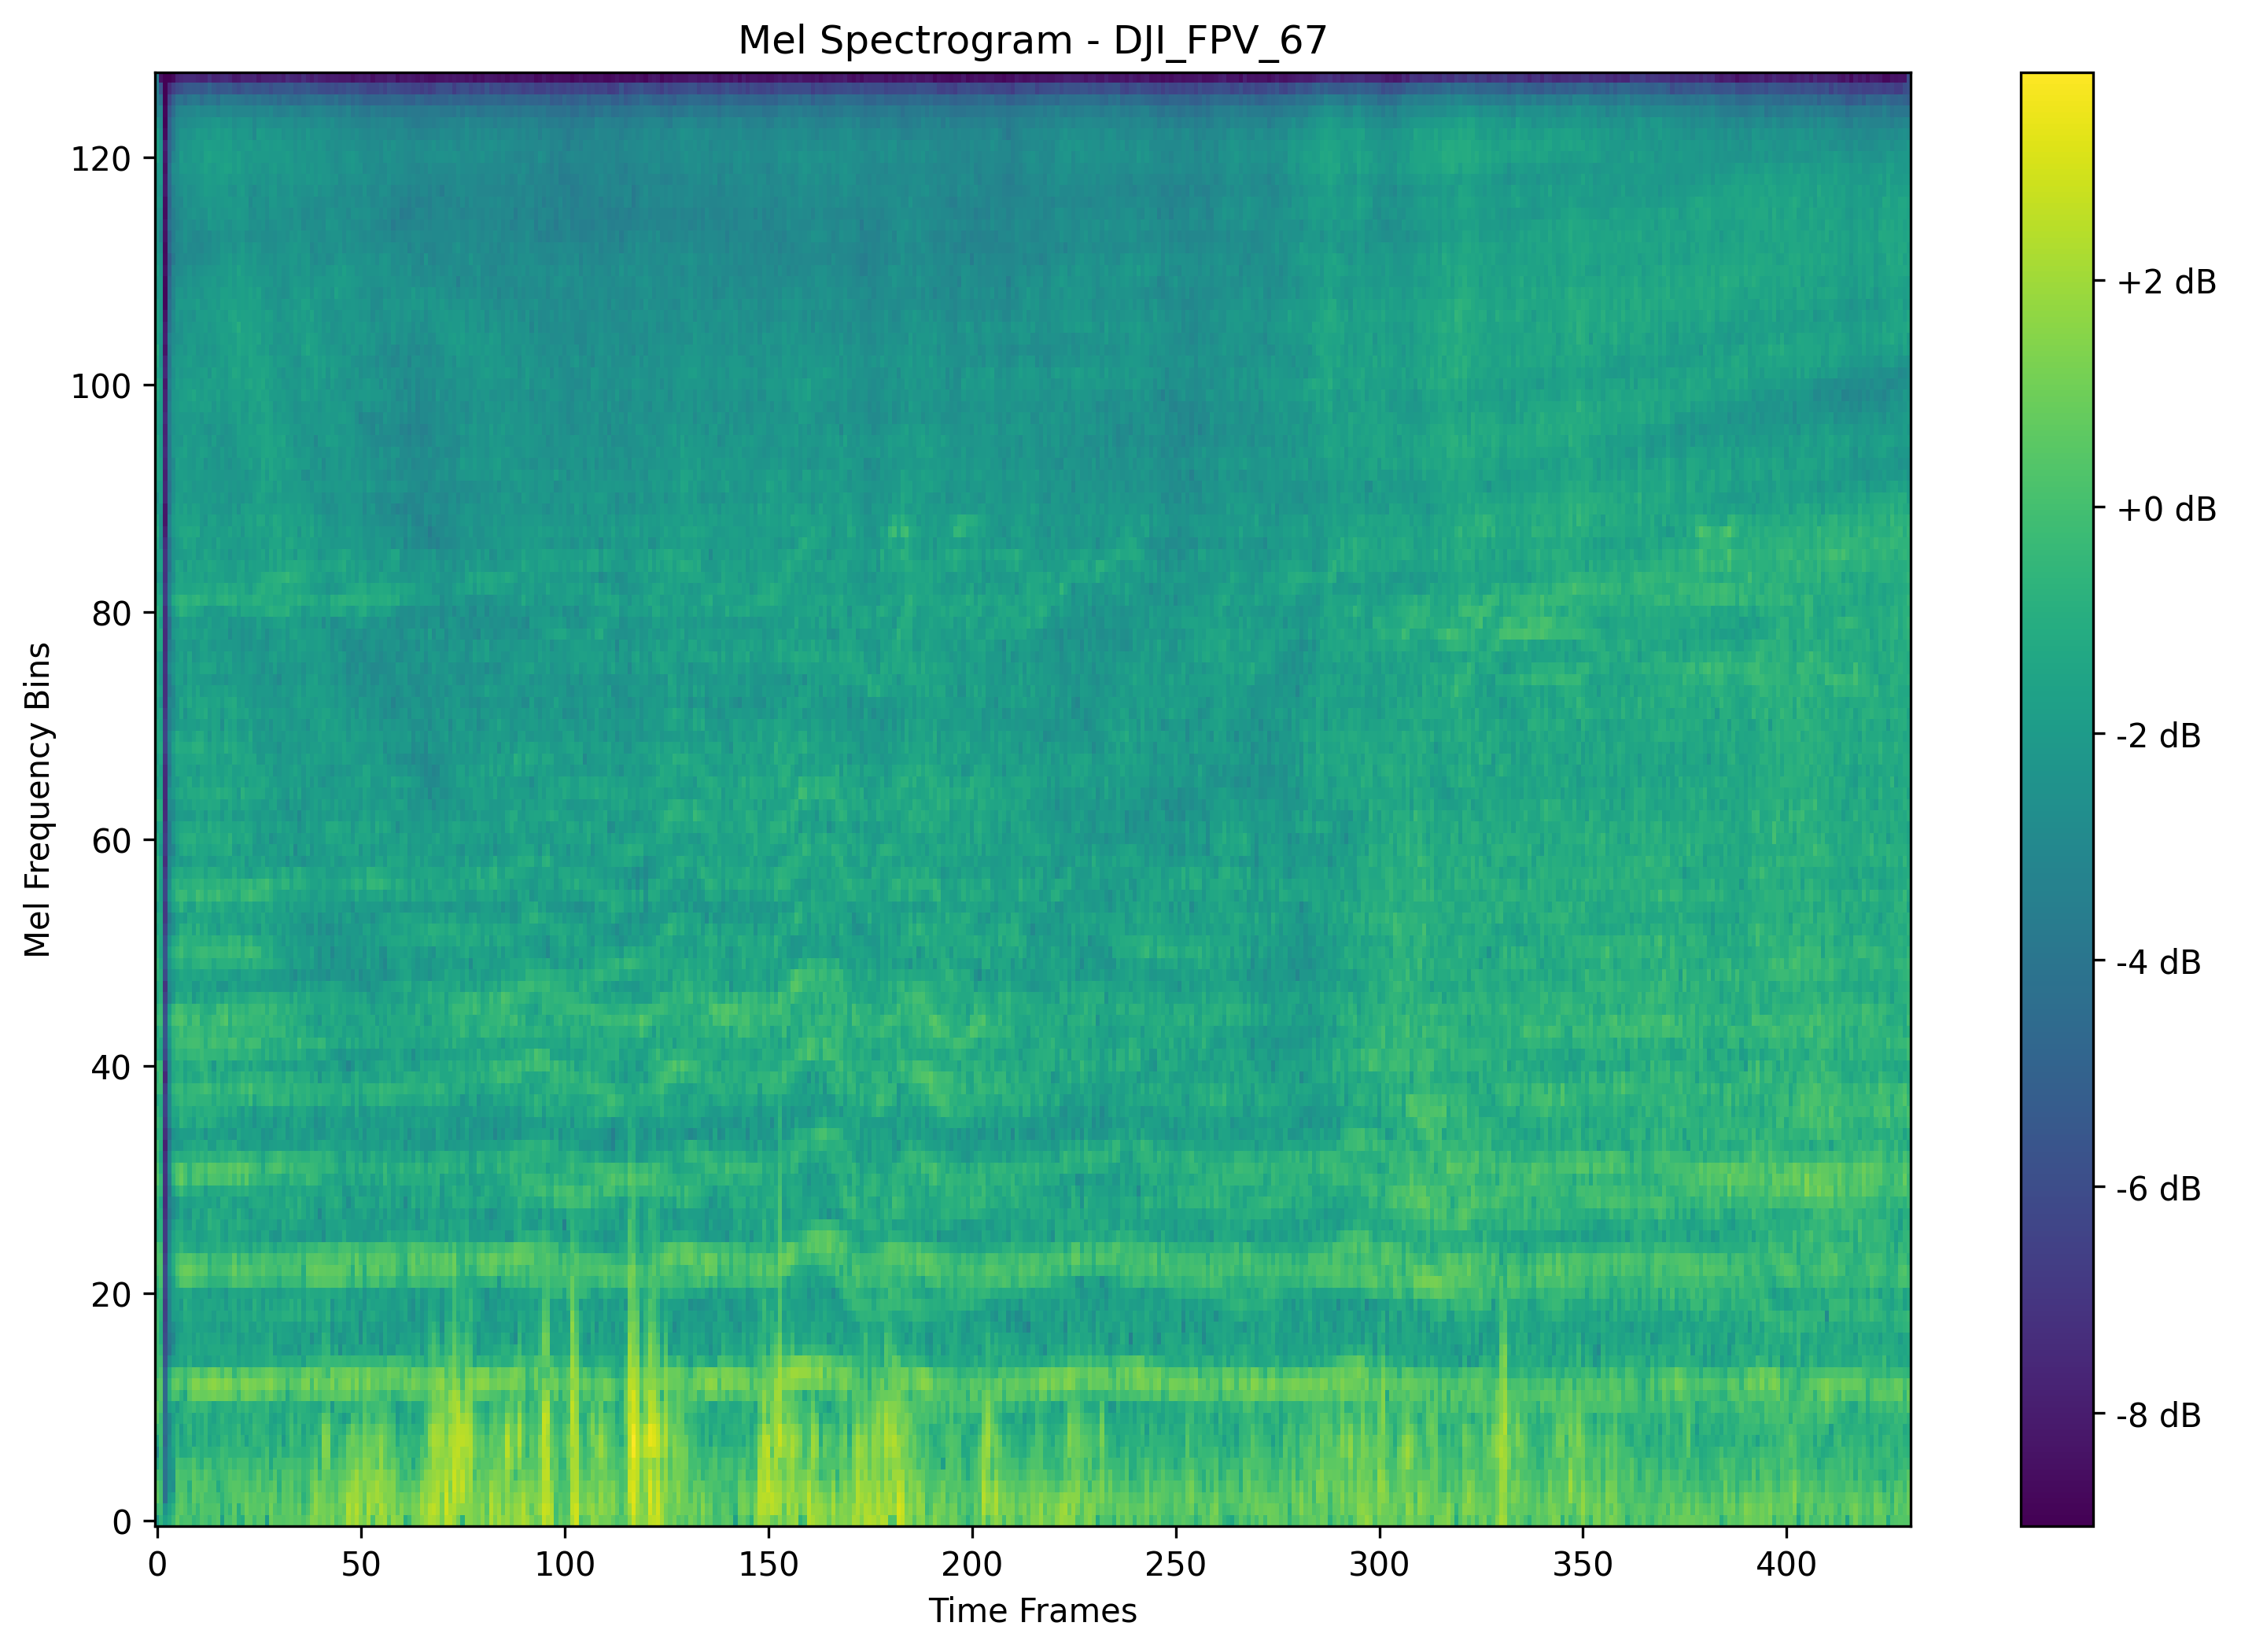 Mel Spectrogram - DJI_FPV_67
Mel Frequency Bins
120
100
80
60
40
20
0
0 50 100 150 200 250 300 350 400
Time Frames
+2 dB
+0 dB
-2 dB
-4 dB
-6 dB
-8 dB